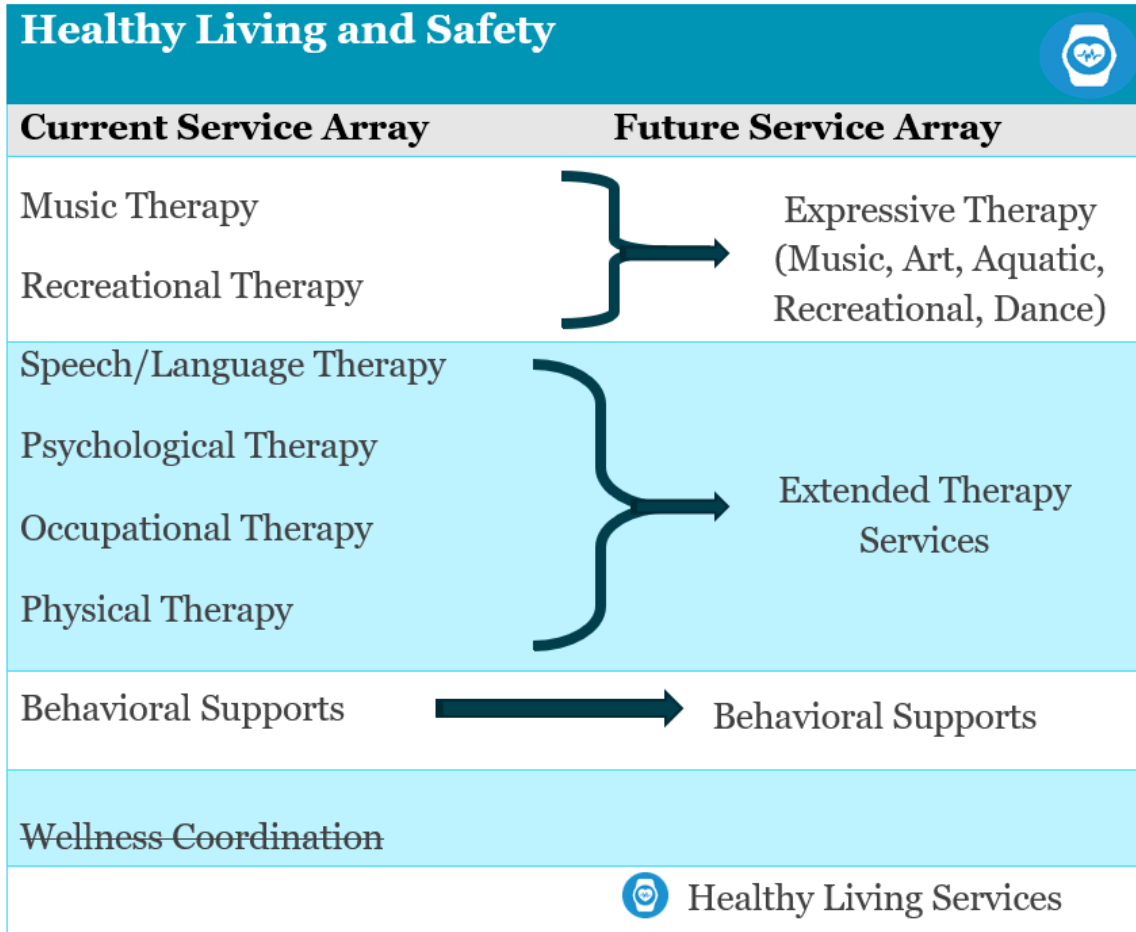 Healthy Living and Safety
Current Service Array
Future Service Array
Music Therapy
Recreational Therapy
Expressive Therapy
(Music, Art, Aquatic,
Recreational, Dance)
Speech/Language Therapy
Psychological Therapy
Occupational Therapy
Physical Therapy
Extended Therapy
Services
Behavioral Supports
Behavioral Supports
Wellness Coordination
Healthy Living Services